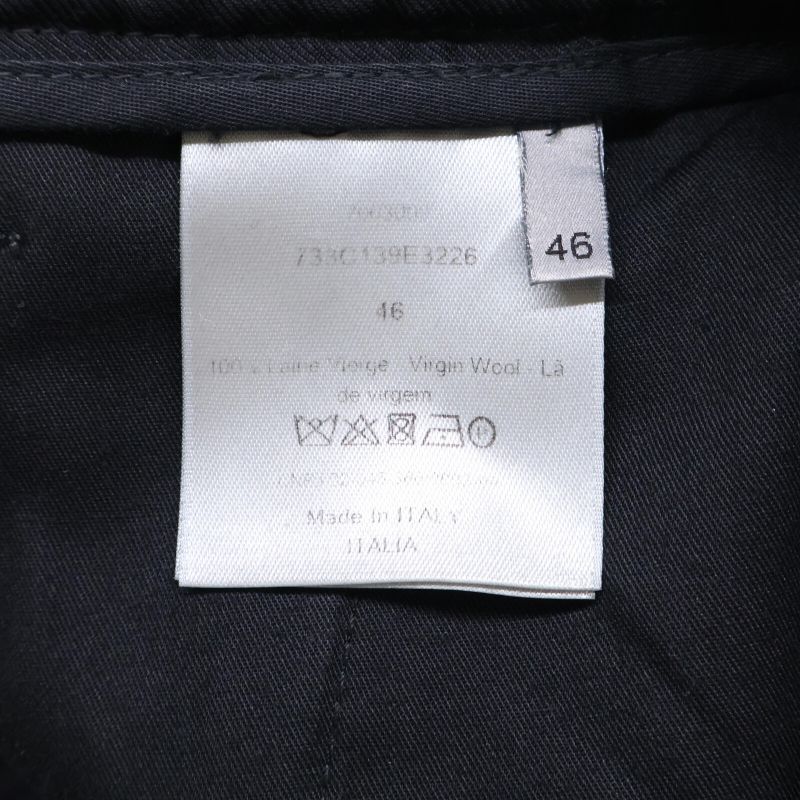 733C139E3226
46
46
100% Laine Vierge - Virgin Wool - Lã
de virgem
Made In ITALY
ITALIA